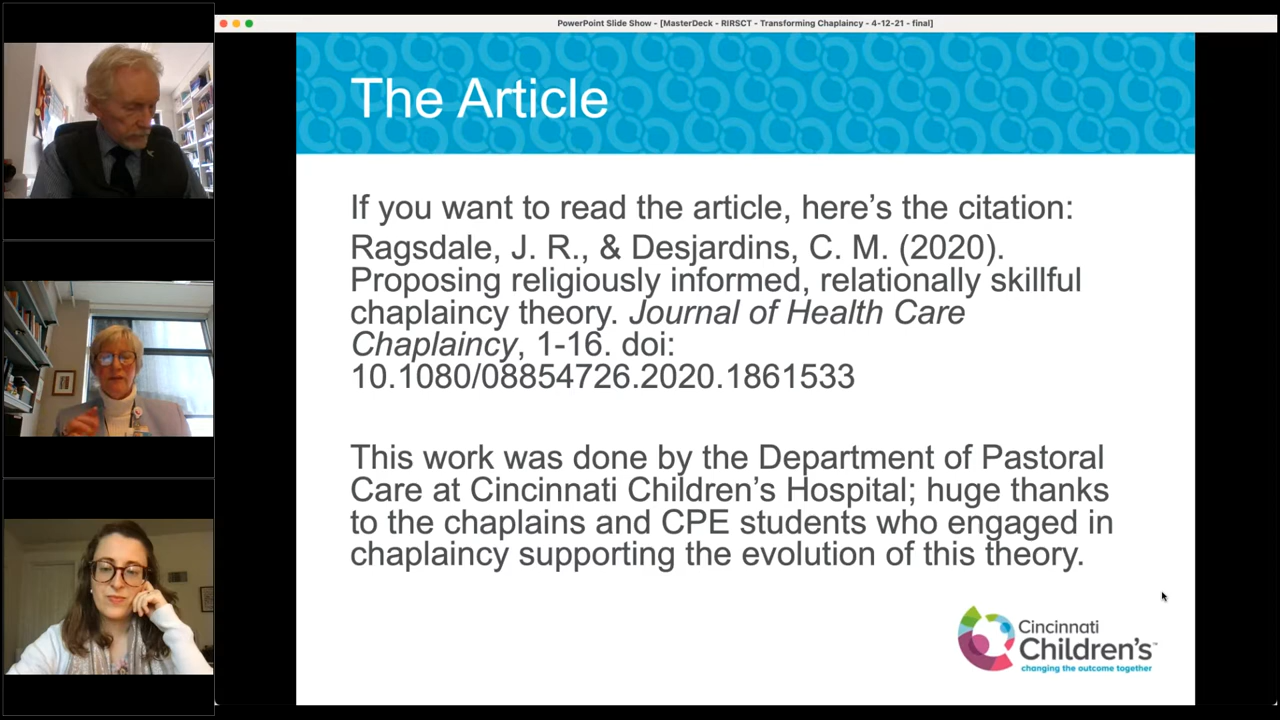 PowerPoint Slide Show - [MasterDeck - RIRSCT - Transforming Chaplaincy - 4-12-21 - final]
The Article
If you want to read the article, here’s the citation:
Ragsdale, J. R., & Desjardins, C. M. (2020).
Proposing religiously informed, relationally skillful
chaplaincy theory. Journal of Health Care
Chaplaincy, 1-16. doi:
10.1080/08854726.2020.1861533
This work was done by the Department of Pastoral
Care at Cincinnati Children’s Hospital; huge thanks
to the chaplains and CPE students who engaged in
chaplaincy supporting the evolution of this theory.
Cincinnati
Children’s™
changing the outcome together